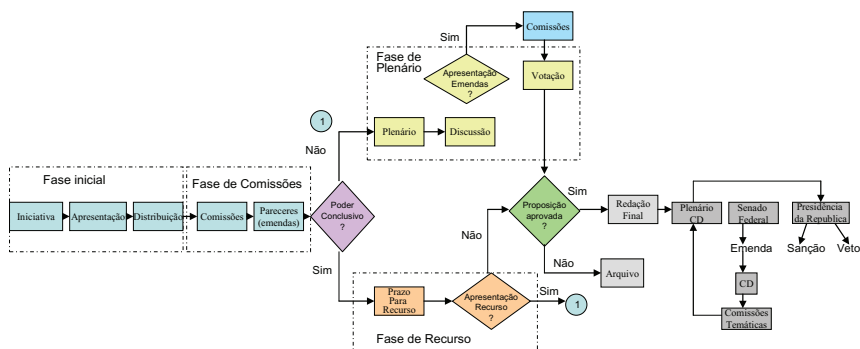 Sim
Comissões
Fase de
Plenário
Apresentação
Emendas
?
Votação
1
Plenário
Discussão
Não
Fase inicial
Fase de Comissões
Iniciativa
Apresentação
Distribuição
Comissões
Pareceres
(emendas)
Poder
Conclusivo
?
Proposição
aprovada
?
Sim
Redação
Final
Plenário
CD
Senado
Federal
Presidência
da Republica
Emenda
Sanção
Veto
CD
Comissões
Temáticas
Não
Não
Arquivo
Sim
Prazo
Para
Recurso
Apresentação
Recurso
?
Sim
1
Fase de Recurso